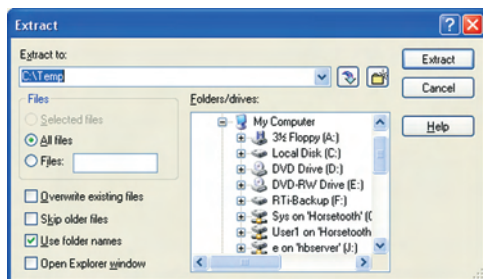 Extract
Extract to:
C:\Temp
Extract
Cancel
Help
Files
Selected files
All files
Files:
Overwrite existing files
Skip older files
Use folder names
Open Explorer window
Folders/drives:
My Computer
3½ Floppy (A:)
Local Disk (C:)
DVD Drive (D:)
DVD-RW Drive (E:)
RTi-Backup (F:)
Sys on 'Horsetooth' (
User1 on 'Horsetooth
e on 'hbserver' (J:)